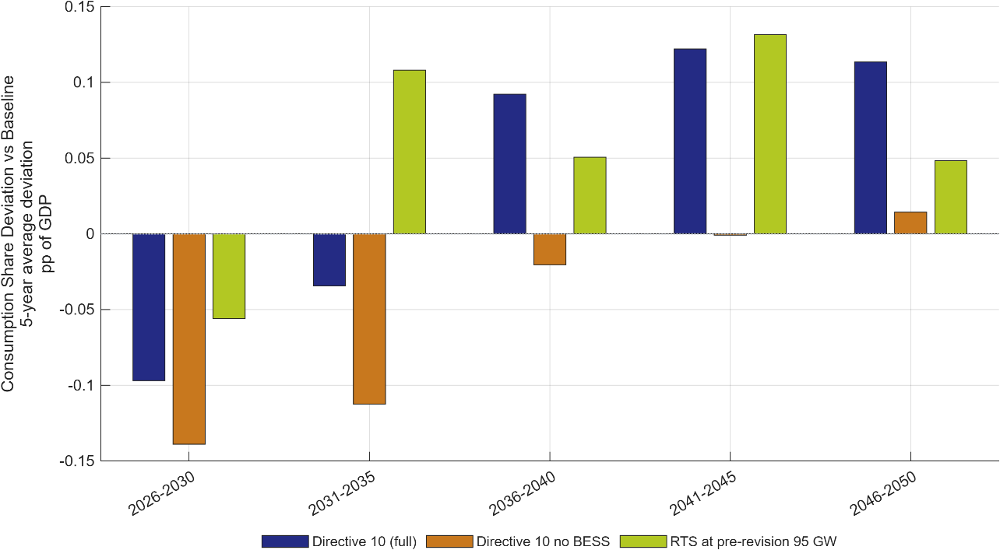 Consumption Share Deviation vs Baseline
5-year average deviation
pp of GDP
0.15
0.1
0.05
0
-0.05
-0.1
-0.15
2026-2030
2031-2035
2036-2040
2041-2045
2046-2050
Directive 10 (full)
Directive 10 no BESS
RTS at pre-revision 95 GW